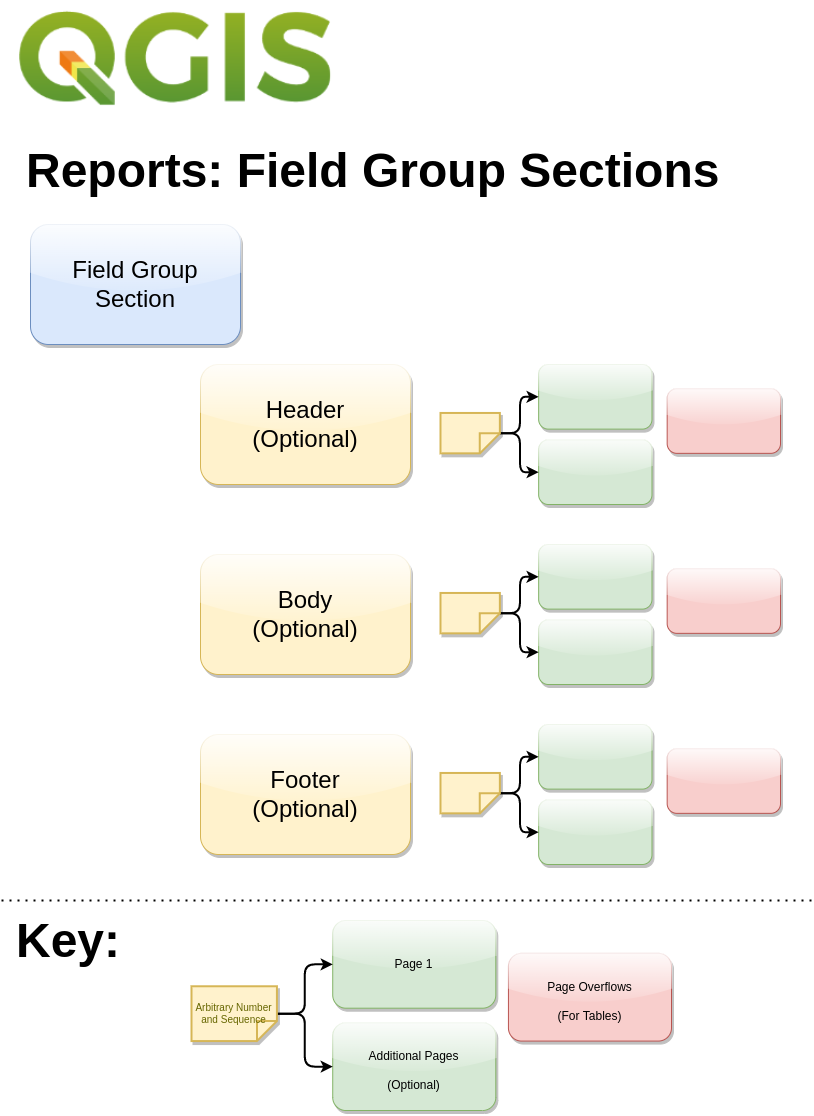 QGIS
Reports: Field Group Sections
Field Group
Section
Header
(Optional)
Body
(Optional)
Footer
(Optional)
Key:
Page 1
Arbitrary Number
and Sequence
Page Overflows
(For Tables)
Additional Pages
(Optional)